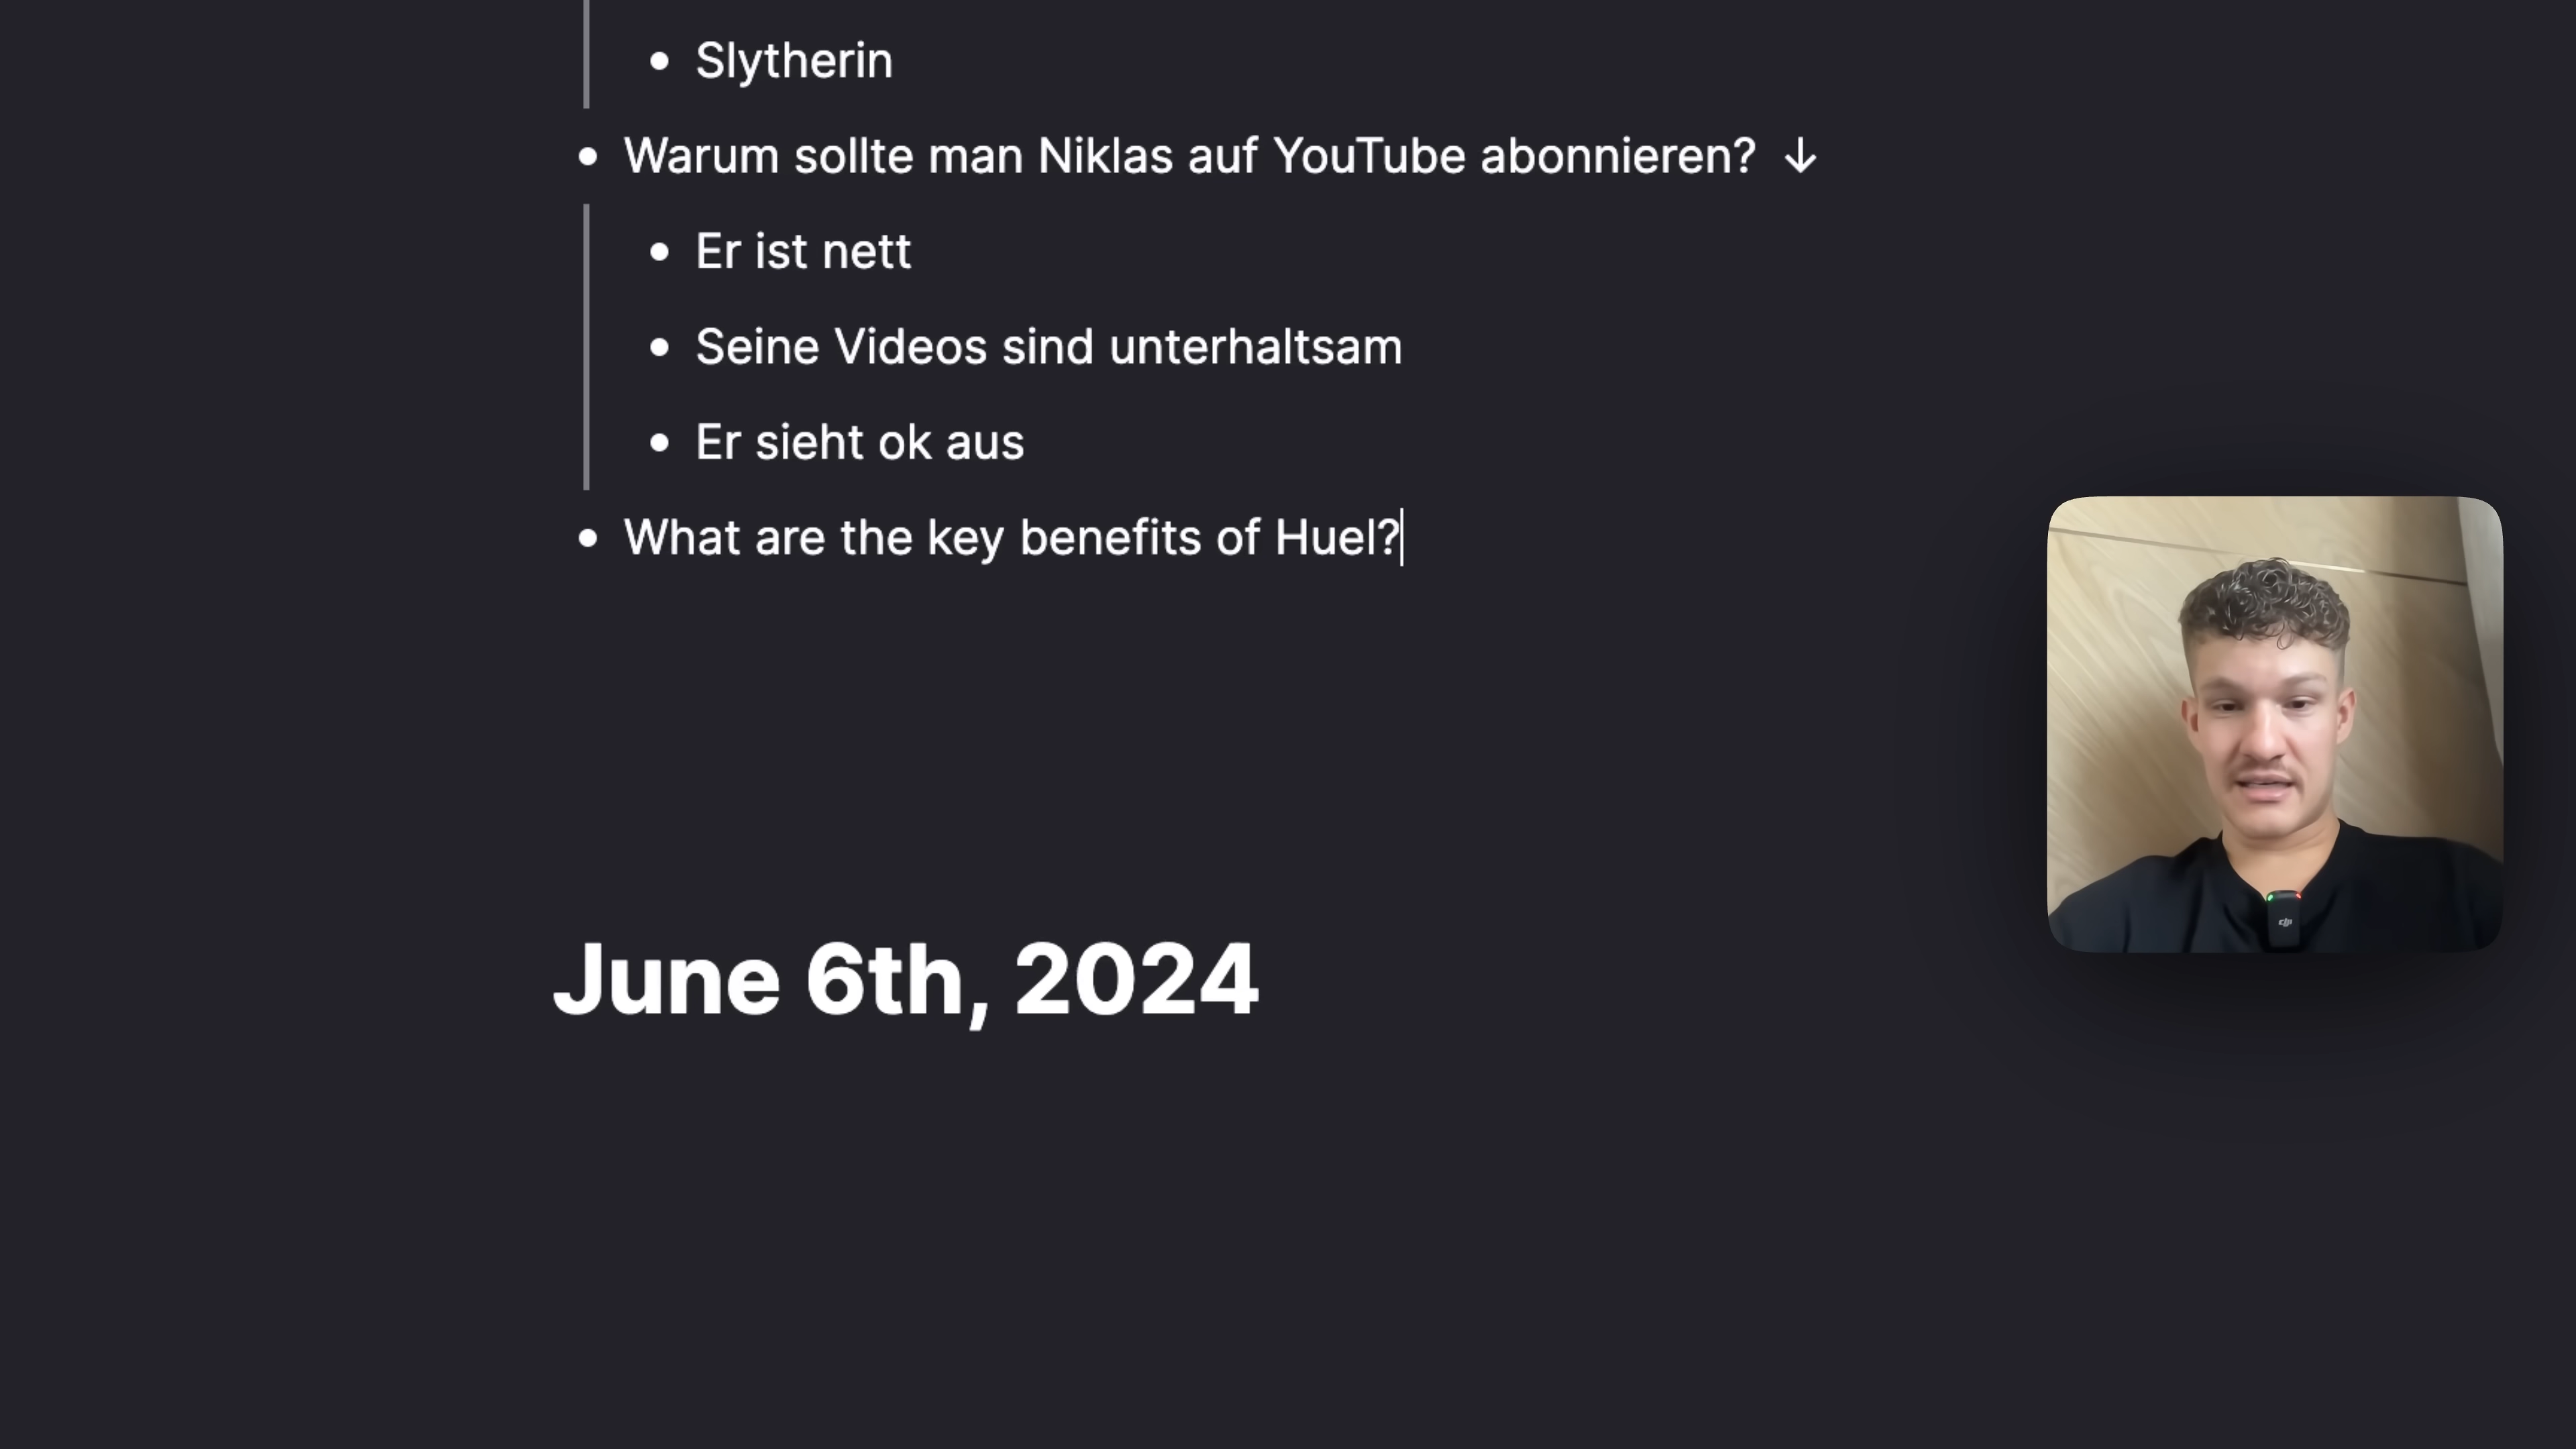 Slytherin
Warum sollte man Niklas auf YouTube abonnieren? ↓
Er ist nett
Seine Videos sind unterhaltsam
Er sieht ok aus
What are the key benefits of Huel?
June 6th, 2024
dji